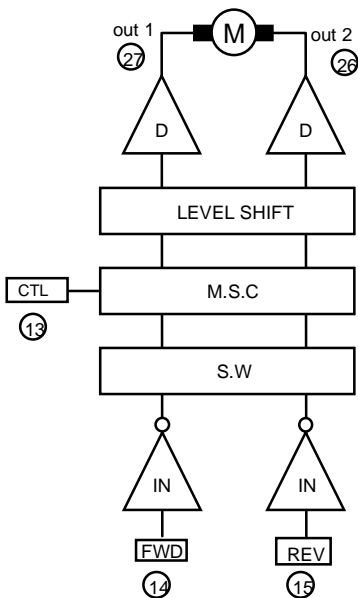 out 1
M
out 2
27
26
D
D
LEVEL SHIFT
CTL
M.S.C
13
S.W
IN
IN
FWD
REV
14
15